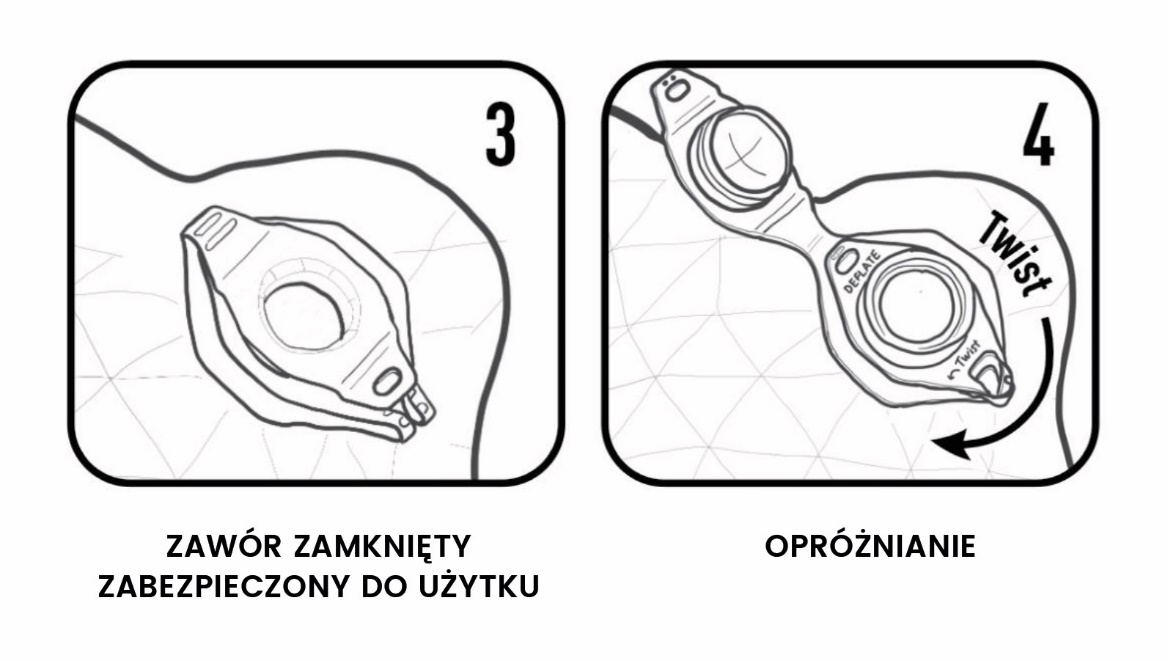 3
ZAWÓR ZAMKNIĘTY
ZABEZPIECZONY DO UŻYTKU
4
Twist
DEFLATE
Twist
OPRÓŻNIANIE